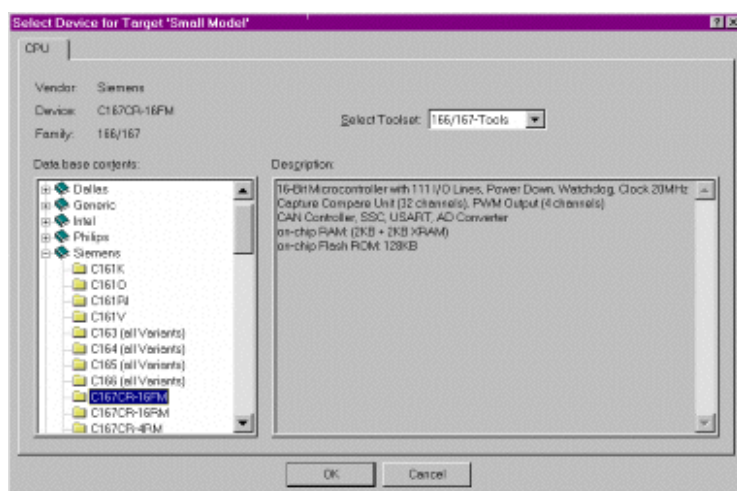 Select Device for Target 'Small Model'
CPU
Vendor: Siemens
Device: C167CR-16FM
Select Toolset: 166/167-Tools
Family: 166/167
Data base contents:
Description:
Dallas
Generic
Intel
Philips
Siemens
C161K
C161O
C161RI
C161V
C163 (all Variants)
C164 (all Variants)
C165 (all Variants)
C166 (all Variants)
C167CR-16FM
C167CR-16RM
C167CR-4RM
16-Bit Microcontroller with 111 I/O Lines, Power Down, Watchdog, Clock 20MHz
Capture Compare Unit (32 channels), PWM Output (4 channels)
CAN Controller, SSC, USART, AD Converter
on-chip RAM: (2KB + 2KB XRAM)
on-chip Flash ROM: 128KB
OK
Cancel